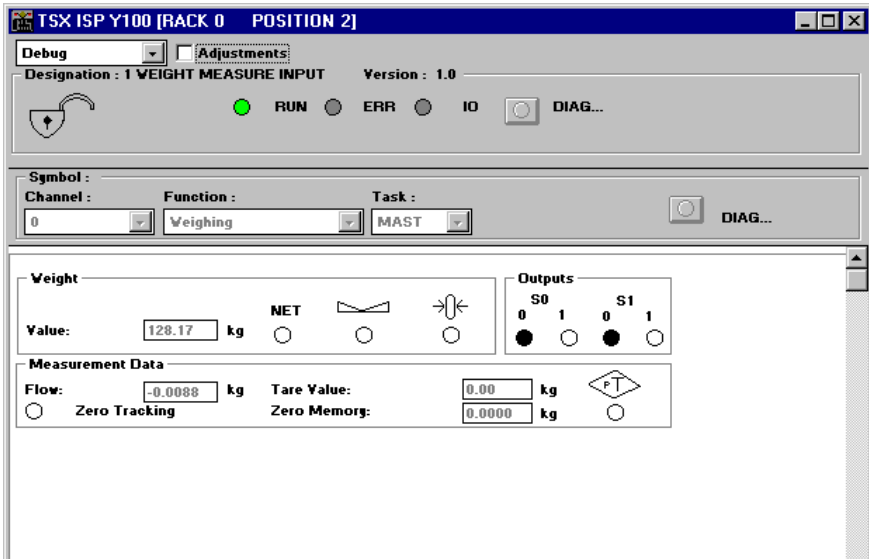 TSX ISP Y100 [RACK 0 POSITION 2]
Debug Adjustments
Designation : 1 WEIGHT MEASURE INPUT Version : 1.0
RUN ERR IO DIAG...
Symbol :
Channel : Function : Task :
0 Weighing MAST DIAG...
Weight Outputs
S0 S1
NET 0 1 0 1
Value: 128.17 kg
Measurement Data
Flow: -0.0088 kg Tare Value: 0.00 kg PT
Zero Tracking Zero Memory: 0.0000 kg